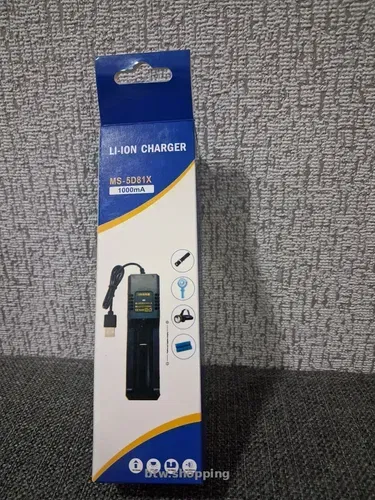 LI-ION CHARGER
MS-5D81X
1000mA
btw.shopping